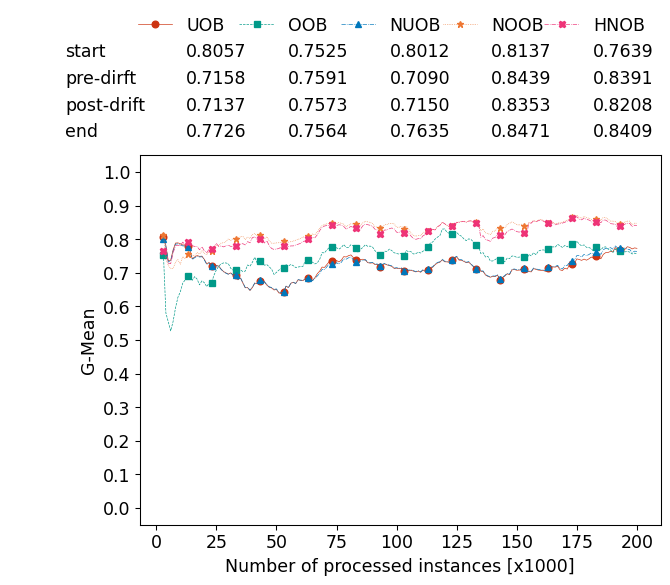 UOB OOB NUOB NOOB HNOB
start 0.8057 0.7525 0.8012 0.8137 0.7639
pre-dirft 0.7158 0.7591 0.7090 0.8439 0.8391
post-drift 0.7137 0.7573 0.7150 0.8353 0.8208
end 0.7726 0.7564 0.7635 0.8471 0.8409
1.0
0.9
0.8
0.7
0.6
0.5
0.4
0.3
0.2
0.1
0.0
G-Mean
0 25 50 75 100 125 150 175 200
Number of processed instances [x1000]